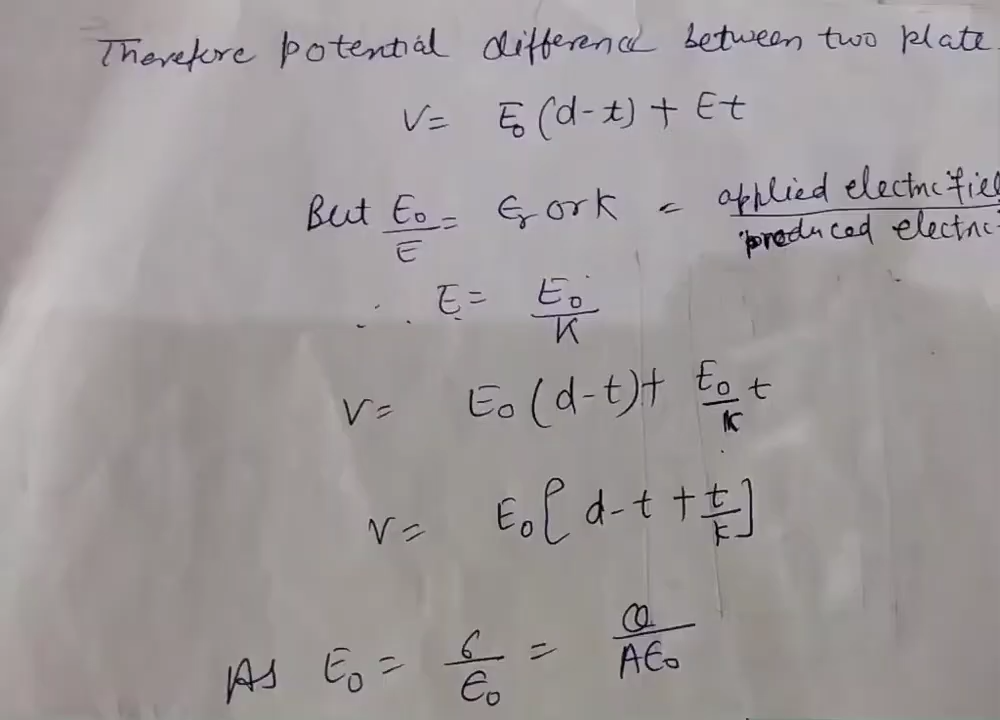 Therefore potential difference between two plate.
V= E₀(d-t) + Et
But E₀/E = εᵣ or K = applied electric fiel / produced electric
∴ E = E₀/K
V= E₀(d-t)+ E₀/K t
V= E₀[d-t + t/K]
As E₀ = σ/ε₀ = Q/Aε₀